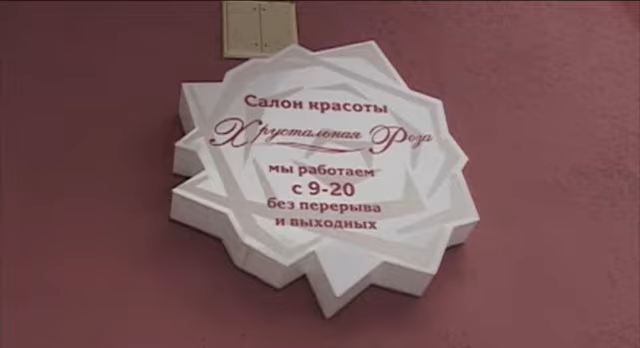 Салон красоты
Хрустальная Роза
мы работаем
с 9-20
без перерыва
и выходных